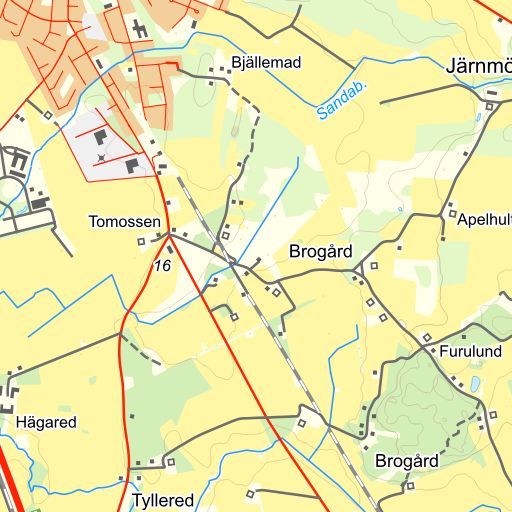 Bjällemad
Järnmö
Sandab.
Tomossen
Apelhult
Brogård
16
Furulund
Hägared
Brogård
Tyllered